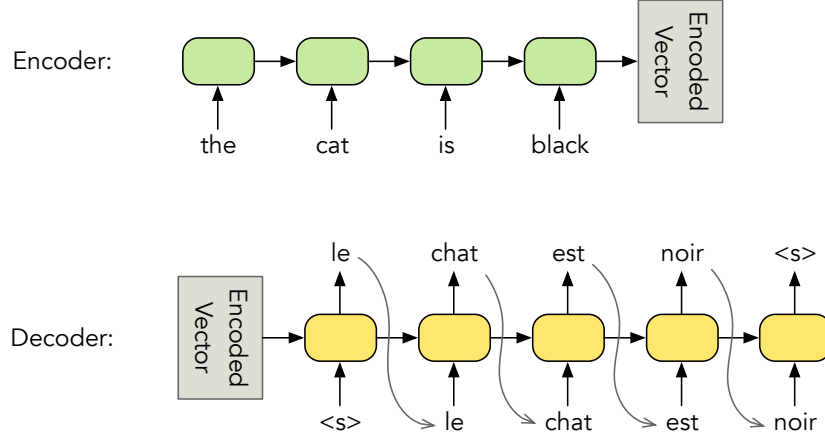 Encoder:
Encoded
Vector
the cat is black
le chat est noir <s>
Decoder:
Encoded
Vector
<s> le chat est noir